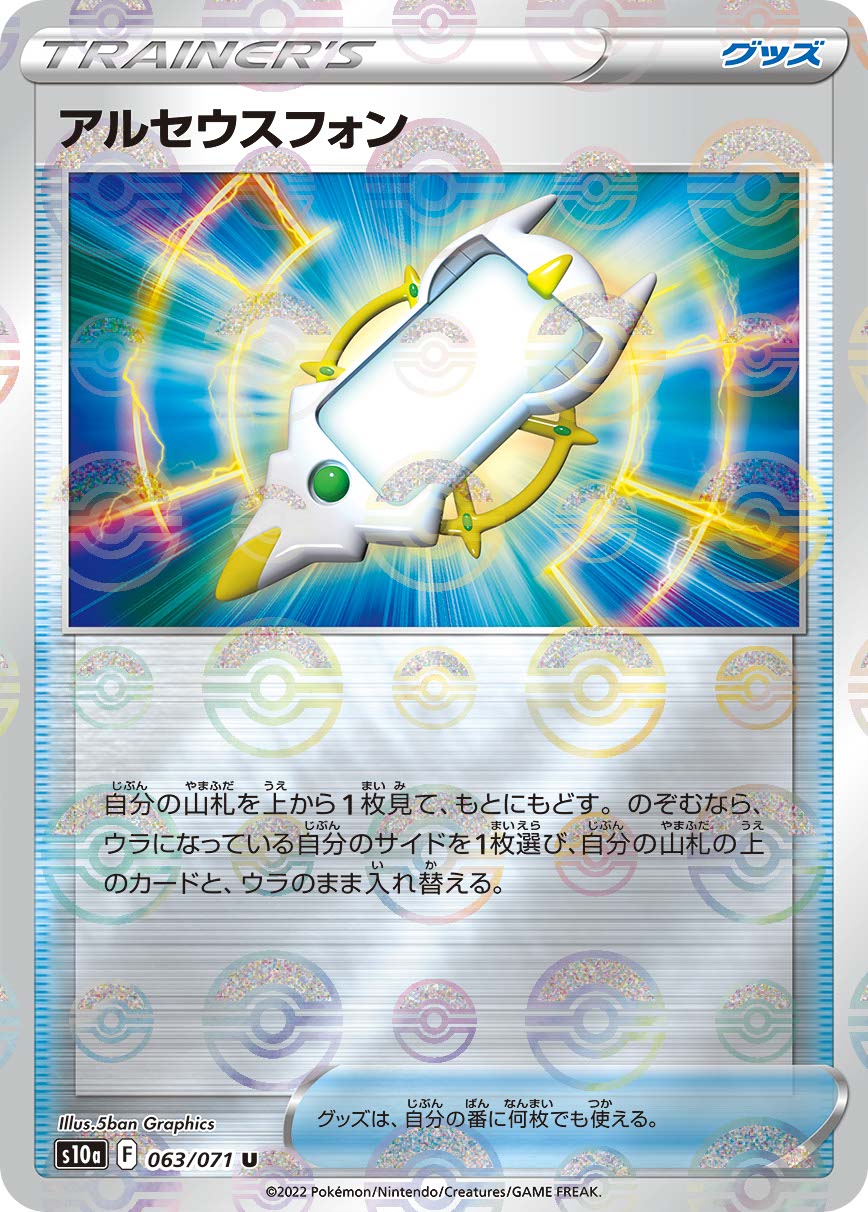 TRAINER'S グッズ
アルセウスフォン
自分の山札を上から1枚見て、もとにもどす。のぞむなら、
ウラになっている自分のサイドを1枚選び、自分の山札の上
のカードと、ウラのまま入れ替える。
グッズは、自分の番に何枚でも使える。
Illus.5ban Graphics
s10a F 063/071 U
©2022 Pokémon/Nintendo/Creatures/GAME FREAK.